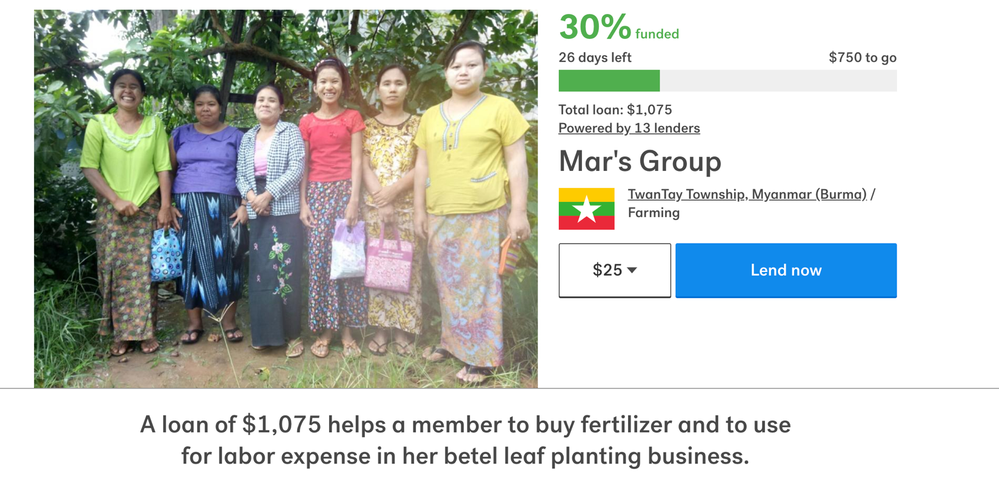 30% funded
26 days left $750 to go
Total loan: $1,075
Powered by 13 lenders
Mar's Group
TwanTay Township, Myanmar (Burma) /
Farming
$25 Lend now
A loan of $1,075 helps a member to buy fertilizer and to use
for labor expense in her betel leaf planting business.